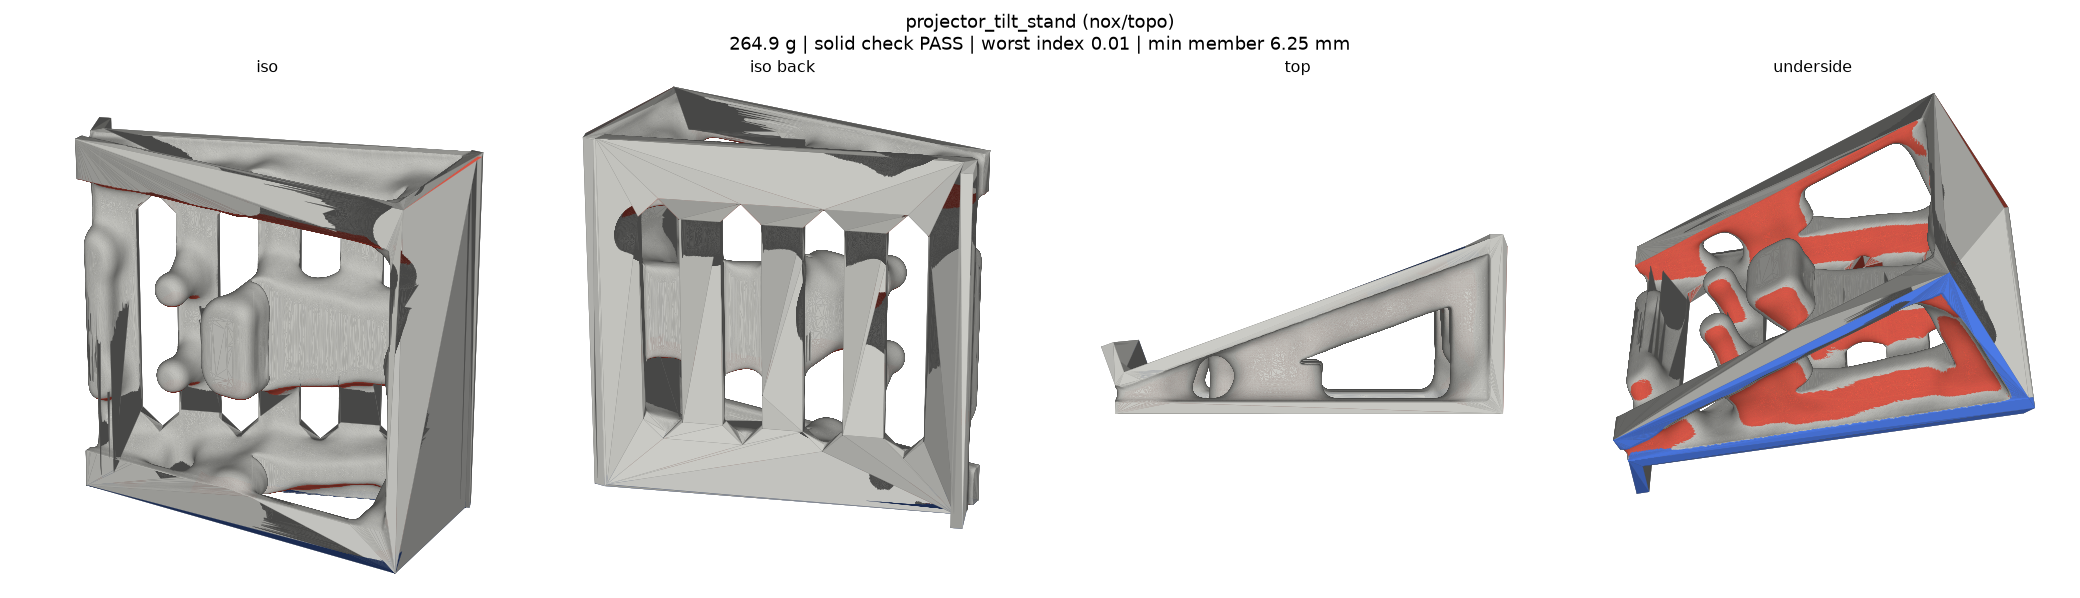 projector_tilt_stand (nox/topo)
264.9 g | solid check PASS | worst index 0.01 | min member 6.25 mm
iso
iso back
top
underside